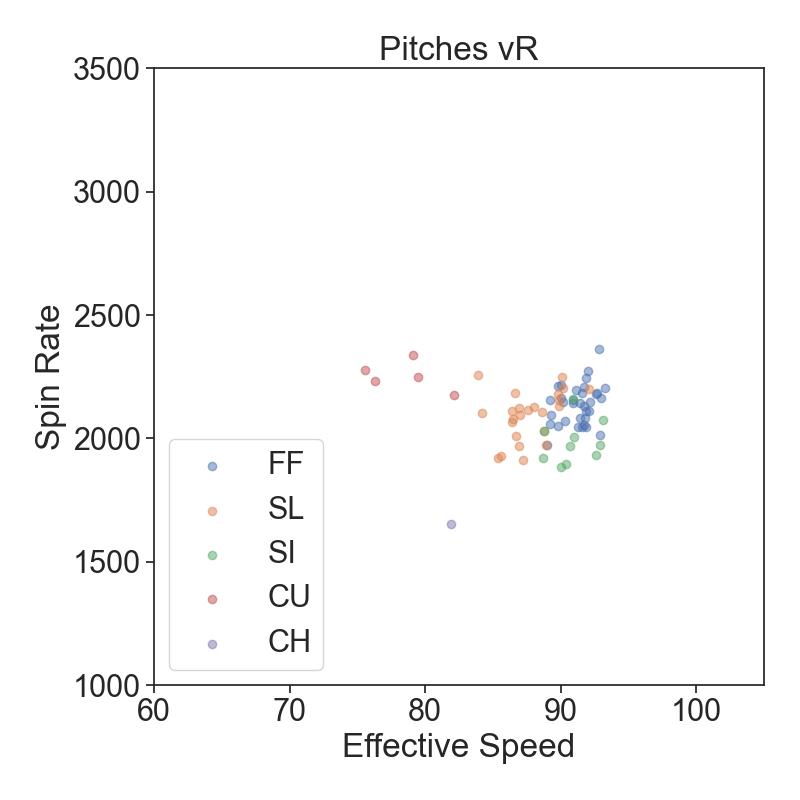 Pitches vR
3500
3000
2500
2000
1500
1000
Spin Rate
FF
SL
SI
CU
CH
60 70 80 90 100
Effective Speed